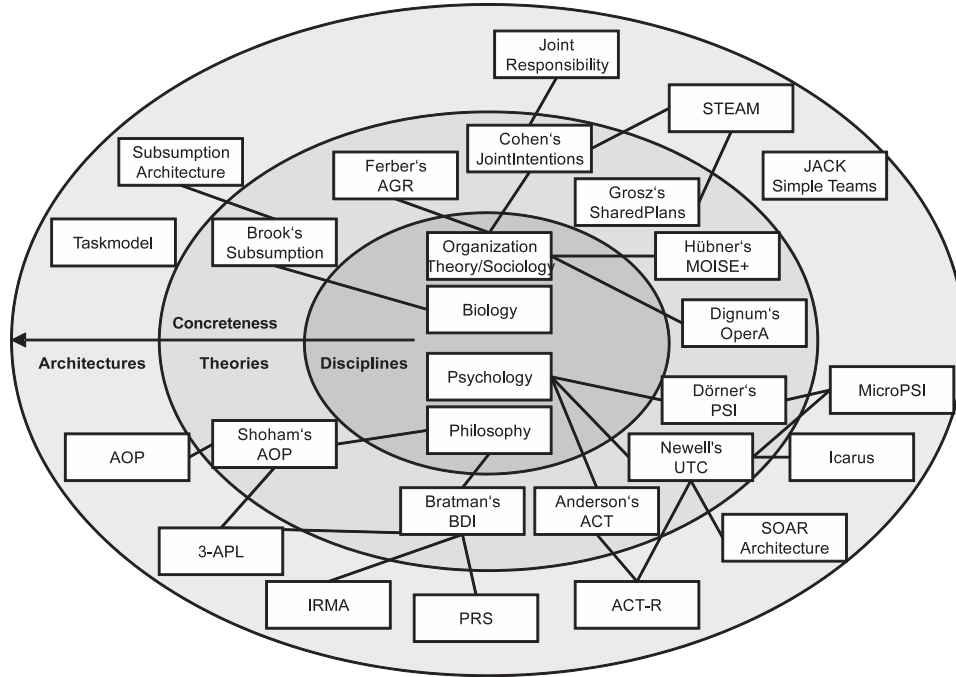 Joint
Responsibility
STEAM
Cohen‘s
JointIntentions
Subsumption
Architecture
Ferber‘s
AGR
JACK
Simple Teams
Grosz‘s
SharedPlans
Taskmodel
Brook‘s
Subsumption
Organization
Theory/Sociology
Hübner‘s
MOISE+
Biology
Dignum‘s
OperA
Concreteness
Architectures
Theories
Disciplines
Psychology
Dörner‘s
PSI
MicroPSI
Philosophy
Shoham‘s
AOP
AOP
Newell's
UTC
Icarus
Bratman‘s
BDI
Anderson‘s
ACT
SOAR
Architecture
3-APL
IRMA
PRS
ACT-R